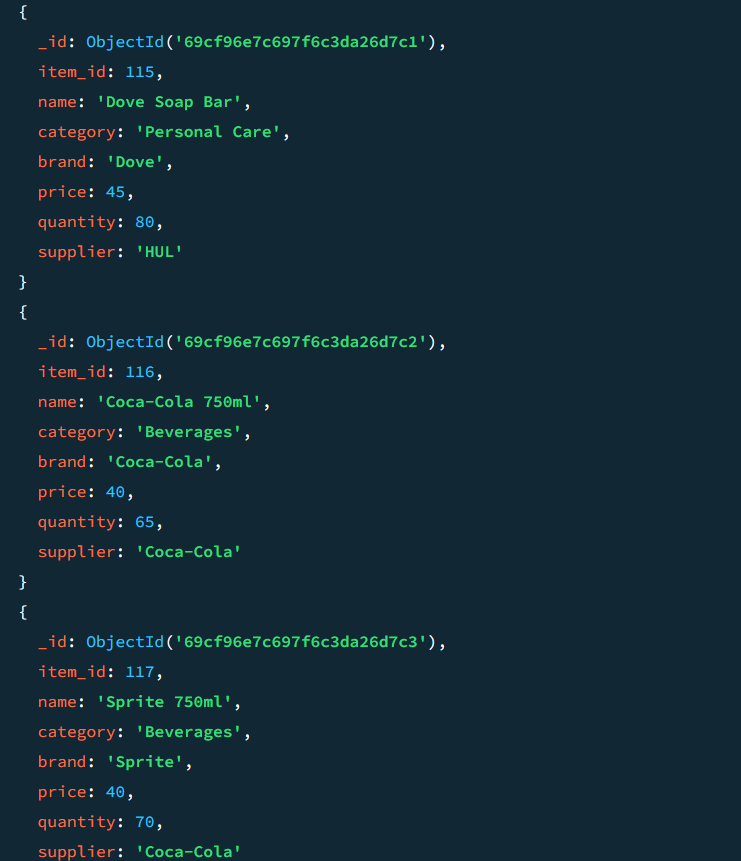 {
_id: ObjectId('69cf96e7c697f6c3da26d7c1'),
item_id: 115,
name: 'Dove Soap Bar',
category: 'Personal Care',
brand: 'Dove',
price: 45,
quantity: 80,
supplier: 'HUL'
}
{
_id: ObjectId('69cf96e7c697f6c3da26d7c2'),
item_id: 116,
name: 'Coca-Cola 750ml',
category: 'Beverages',
brand: 'Coca-Cola',
price: 40,
quantity: 65,
supplier: 'Coca-Cola'
}
{
_id: ObjectId('69cf96e7c697f6c3da26d7c3'),
item_id: 117,
name: 'Sprite 750ml',
category: 'Beverages',
brand: 'Sprite',
price: 40,
quantity: 70,
supplier: 'Coca-Cola'